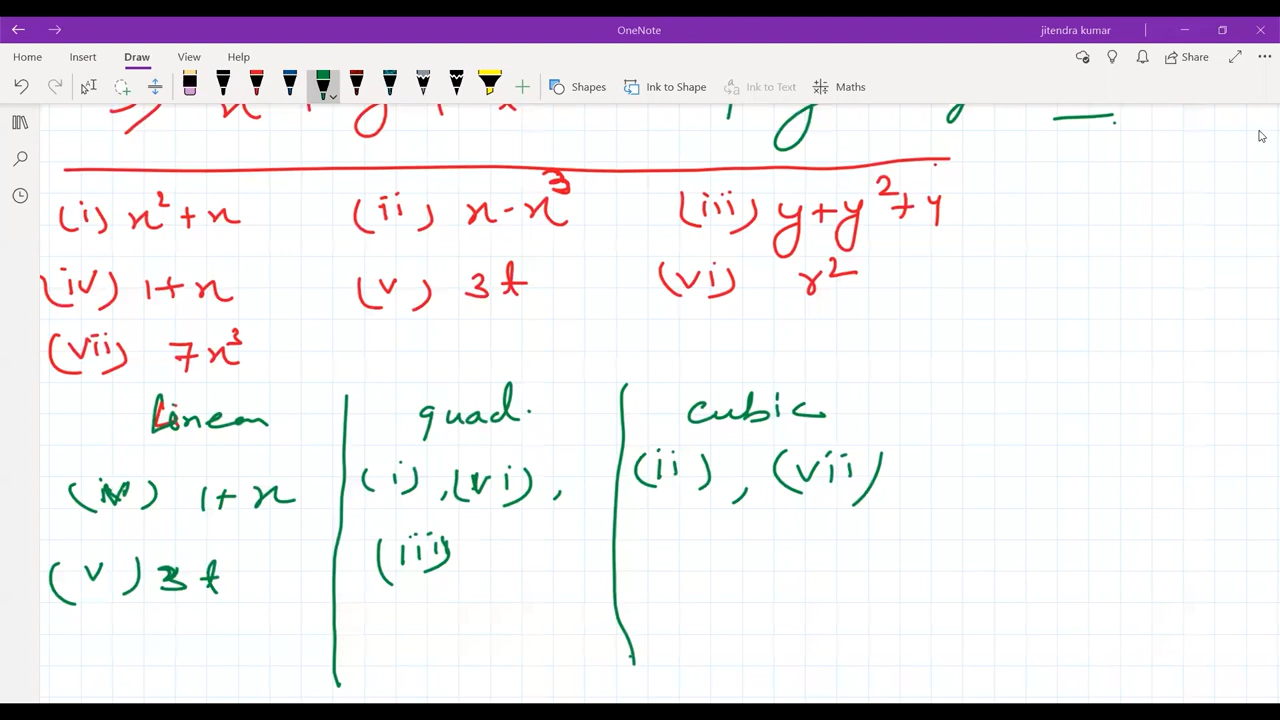 OneNote
jitendra kumar
Home Insert Draw View Help
Share
Shapes Ink to Shape Ink to Text Maths
(i) x² + x (ii) x - x³ (iii) y + y² + 4
(iv) 1 + x (v) 3t (vi) r²
(vii) 7x³
Linear quad. cubic
(iv) 1 + x (i), (vi), (ii), (vii)
(v) 3t (iii)